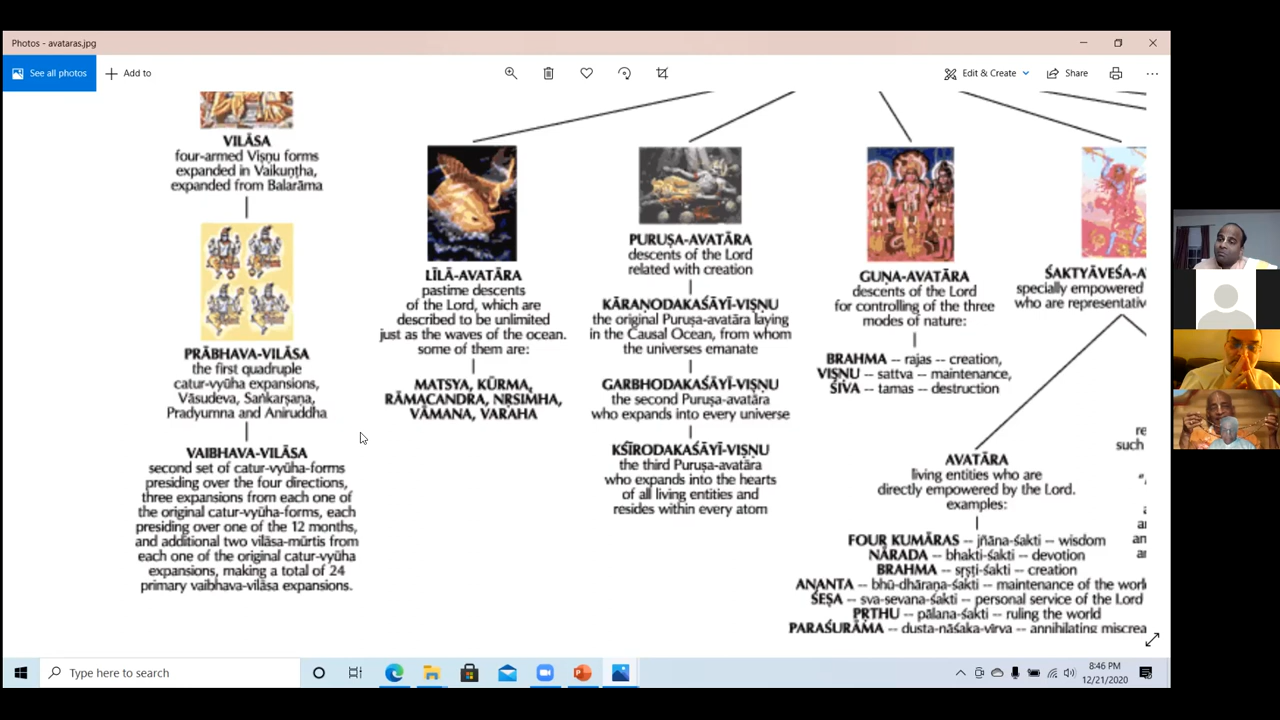 Photos - avataras.jpg
See all photos
Add to
Edit & Create
Share
VILĀSA
four-armed Viṣṇu forms
expanded in Vaikuṇṭha,
expanded from Balarāma
PRĀBHAVA-VILĀSA
the first quadruple
catur-vyūha expansions,
Vāsudeva, Saṅkarṣana,
Pradyumna and Aniruddha
VAIBHAVA-VILĀSA
second set of catur-vyūha-forms
presiding over the four directions,
three expansions from each one of
the original catur-vyūha-forms, each
presiding over one of the 12 months,
and additional two vilāsa-mūrtis from
each one of the original catur-vyūha
expansions, making a total of 24
primary vaibhava-vilāsa expansions.
LĪLĀ-AVATĀRA
pastime descents
of the Lord, which are
described to be unlimited
just as the waves of the ocean.
some of them are:
MATSYA, KŪRMA,
RĀMACANDRA, NṚSIṀHA,
VĀMANA, VARĀHA
PURUṢA-AVATĀRA
descents of the Lord
related with creation
KĀRAṆODAKAŚĀYĪ-VIṢṆU
the original Puruṣa-avatāra laying
in the Causal Ocean, from whom
the universes emanate
GARBHODAKAŚĀYĪ-VIṢṆU
the second Puruṣa-avatāra
who expands into every universe
KṢĪRODAKAŚĀYĪ-VIṢṆU
the third Puruṣa-avatāra
who expands into the hearts
of all living entities and
resides within every atom
GUṆA-AVATĀRA
descents of the Lord
for controlling of the three
modes of nature:
BRAHMA -- rajas -- creation,
VIṢṆU -- sattva -- maintenance,
ŚIVA -- tamas -- destruction
ŚAKTYĀVEŚA-A
specially empowered
who are representativ
AVATĀRA
living entities who are
directly empowered by the Lord.
examples:
FOUR KUMĀRAS -- jñāna-śakti -- wisdom
NĀRADA -- bhakti-śakti -- devotion
BRAHMA -- sṛṣṭi-śakti -- creation
ANANTA -- bhū-dhāraṇa-śakti -- maintenance of the worl
ŚEṢA -- sva-sevana-śakti -- personal service of the Lord
PṚTHU -- pālana-śakti -- ruling the world
PARAŚURĀMA -- dusta-nāśaka-vīrya -- annihilating miscrea
re
such
Type here to search
8:46 PM
12/21/2020